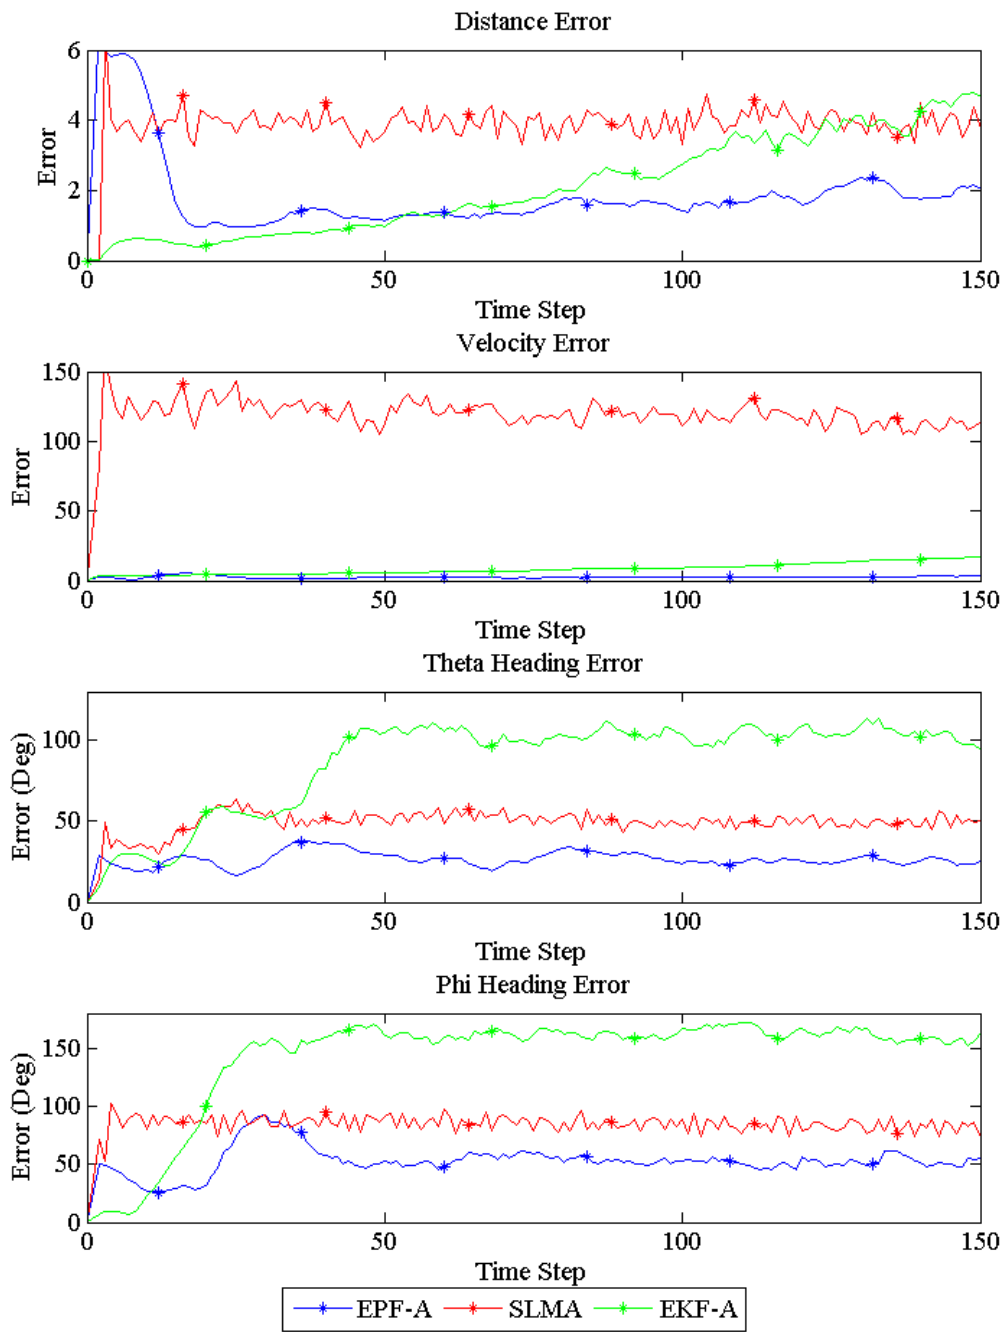 Distance Error
6
4
2
0
Error
0 50 100 150
Time Step
Velocity Error
150
100
50
0
Error
0 50 100 150
Time Step
Theta Heading Error
100
50
0
Error (Deg)
0 50 100 150
Time Step
Phi Heading Error
150
100
50
0
Error (Deg)
0 50 100 150
Time Step
EPF-A SLMA EKF-A